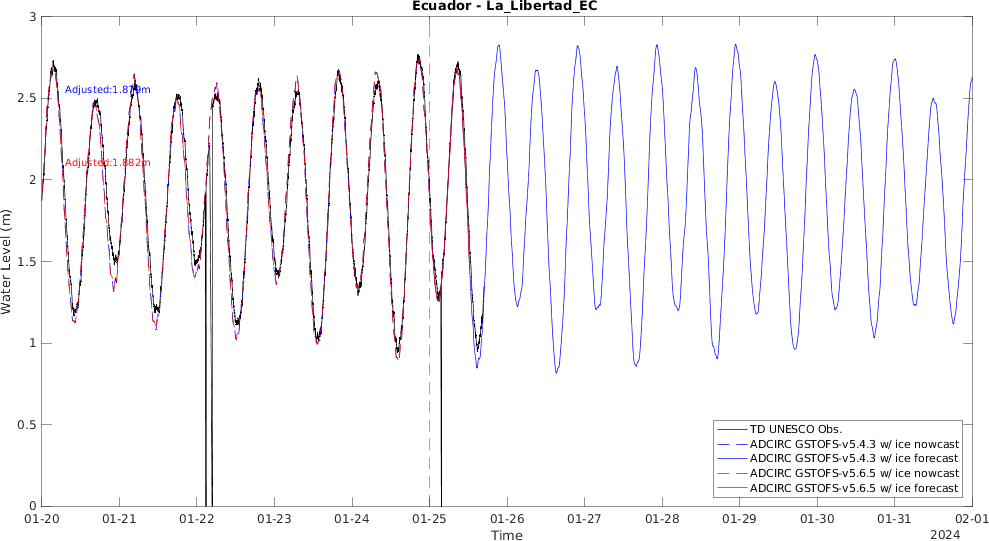 Ecuador - La_Libertad_EC
Water Level (m)
3
2.5
2
1.5
1
0.5
0
Adjusted:1.879m
Adjusted:1.882m
TD UNESCO Obs.
ADCIRC GSTOFS-v5.4.3 w/ ice nowcast
ADCIRC GSTOFS-v5.4.3 w/ ice forecast
ADCIRC GSTOFS-v5.6.5 w/ ice nowcast
ADCIRC GSTOFS-v5.6.5 w/ ice forecast
01-20 01-21 01-22 01-23 01-24 01-25 01-26 01-27 01-28 01-29 01-30 01-31 02-01
Time
2024